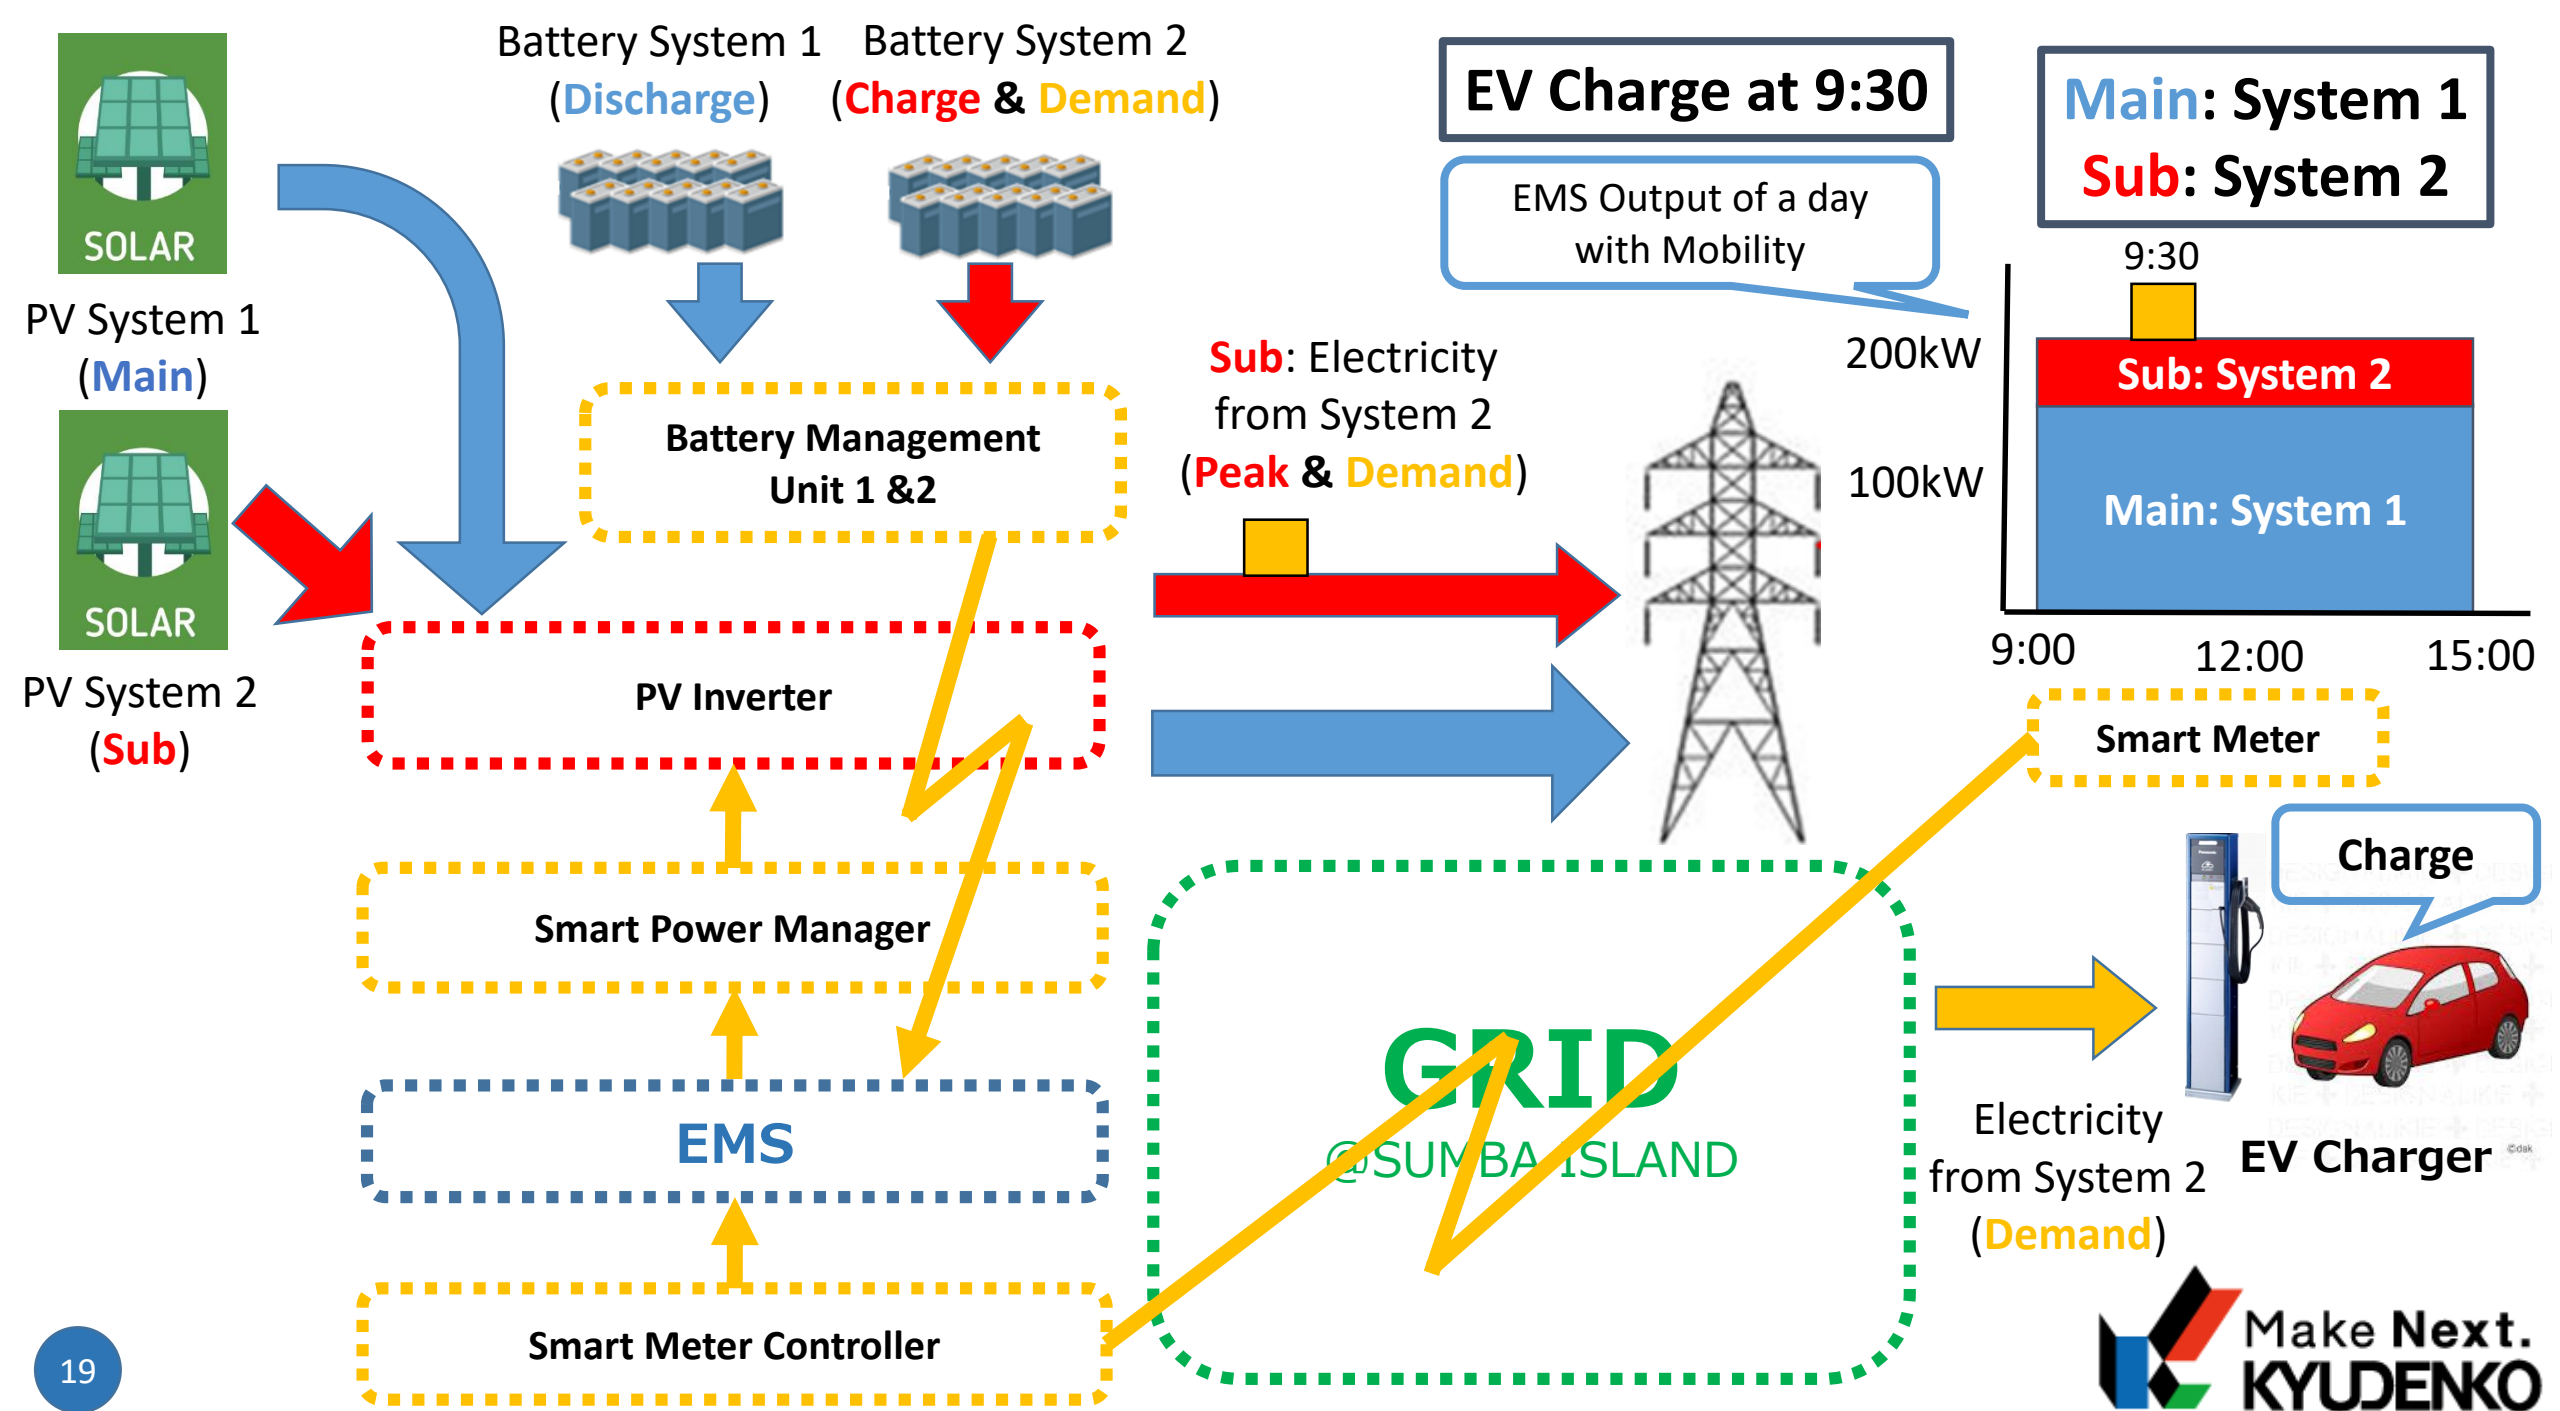 SOLAR
PV System 1
(Main)
SOLAR
PV System 2
(Sub)
Battery System 1
(Discharge)
Battery System 2
(Charge & Demand)
Battery Management
Unit 1 &2
PV Inverter
Smart Power Manager
EMS
Smart Meter Controller
Sub: Electricity
from System 2
(Peak & Demand)
EV Charge at 9:30
EMS Output of a day
with Mobility
Main: System 1
Sub: System 2
9:30
200kW
100kW
Sub: System 2
Main: System 1
9:00
12:00
15:00
Smart Meter
Charge
GRID
@SUMBA ISLAND
Electricity
from System 2
(Demand)
EV Charger
©dak
Make Next.
KYUDENKO
19